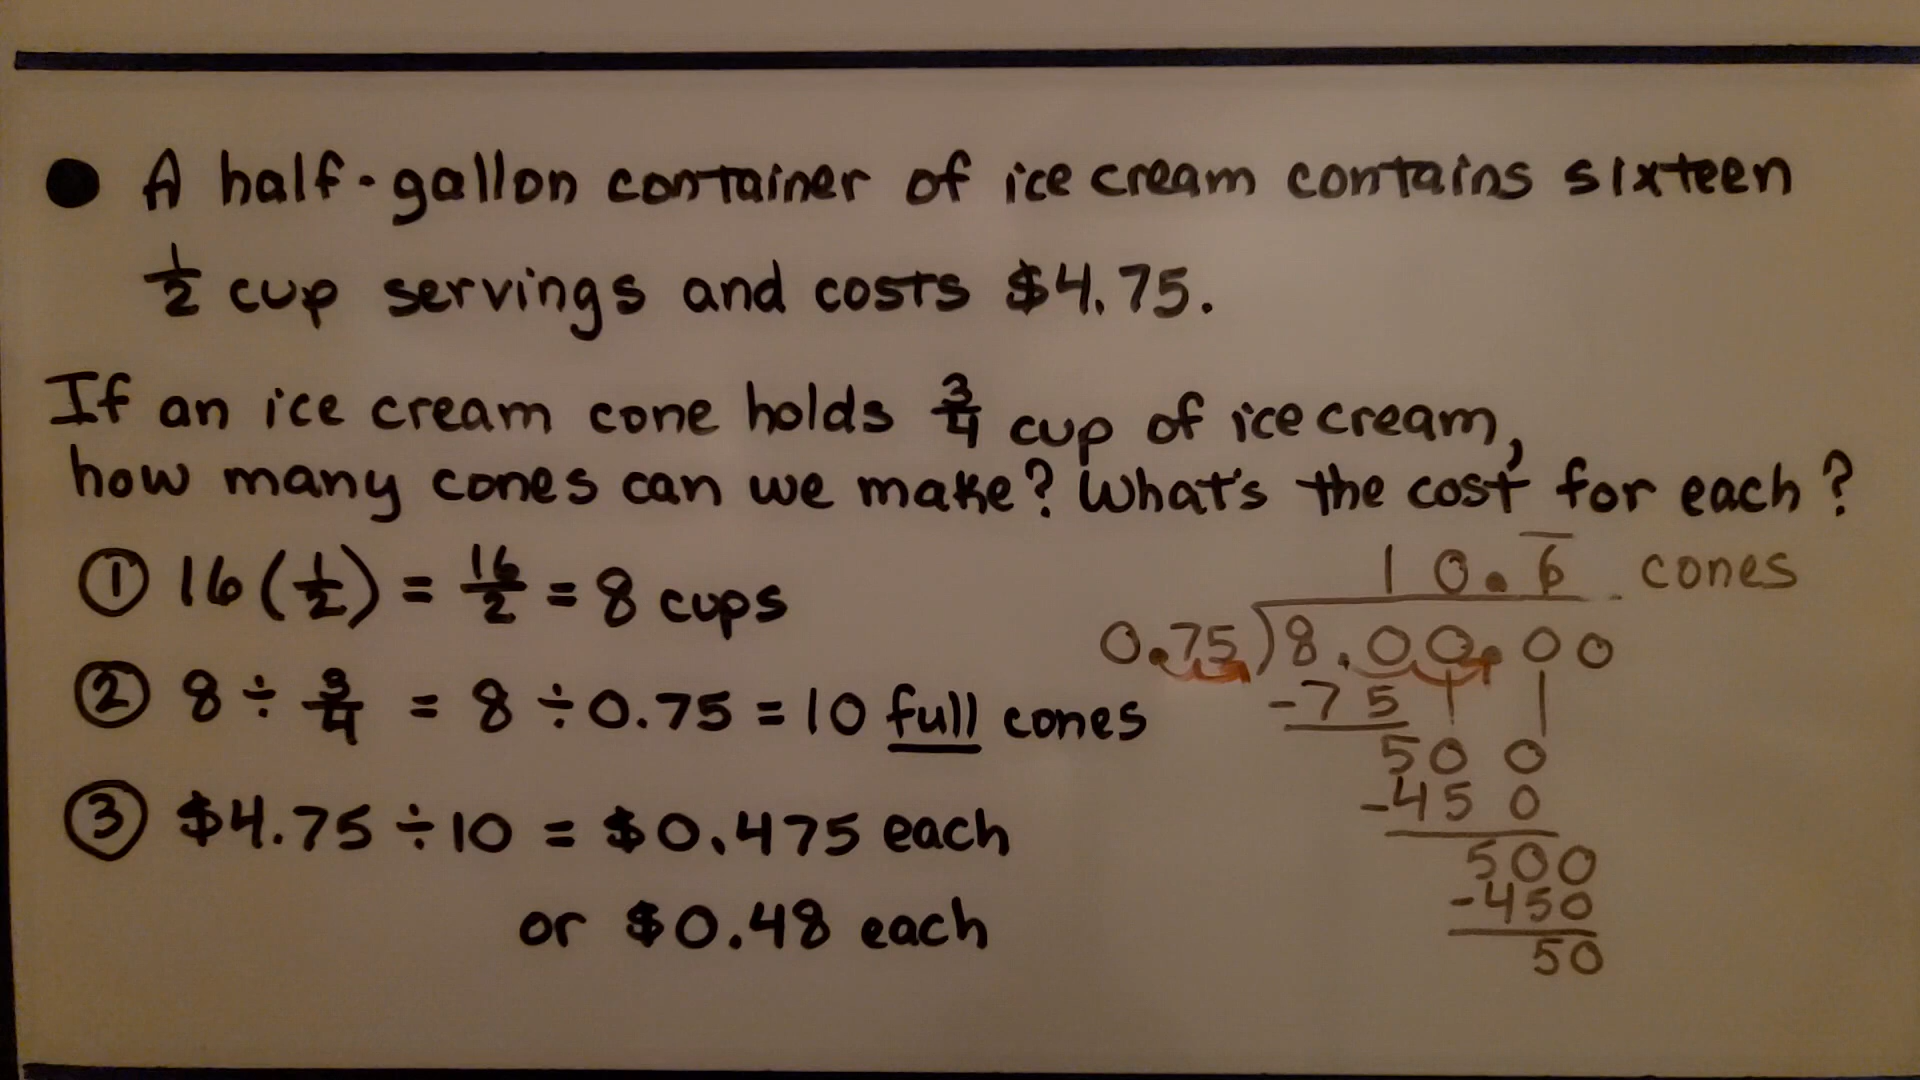 ● A half-gallon container of ice cream contains sixteen
1/2 cup servings and costs $4.75.
If an ice cream cone holds 3/4 cup of ice cream,
how many cones can we make? What's the cost for each?
① 16(1/2) = 16/2 = 8 cups
② 8 ÷ 3/4 = 8 ÷ 0.75 = 10 full cones
③ $4.75 ÷ 10 = $0.475 each
or $0.48 each
10.6̅ cones
0.75)8.00.00
-75
500
-450
500
-450
50